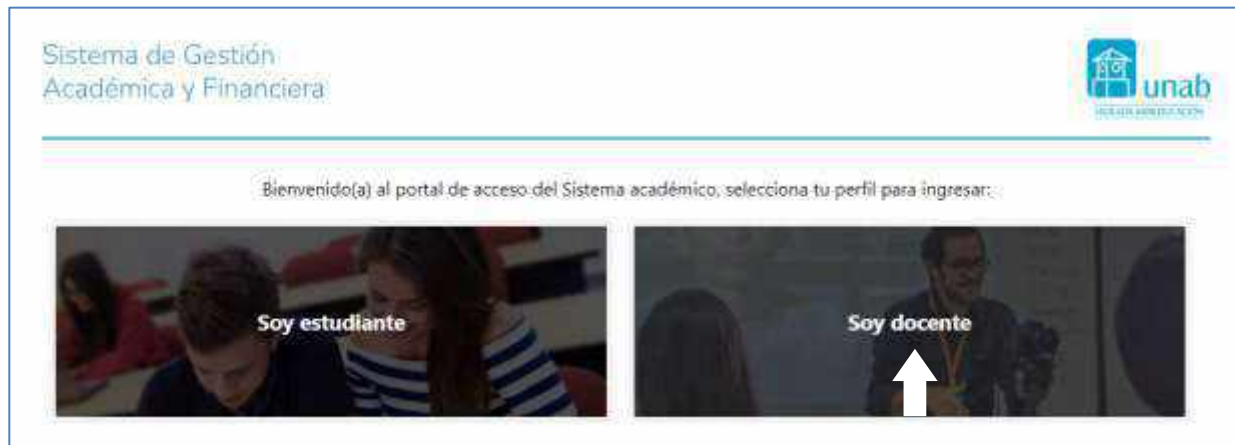 Sistema de Gestión
Académica y Financiera
unab
Bienvenido(a) al portal de acceso del Sistema académico, selecciona tu perfil para ingresar:
Soy estudiante
Soy docente